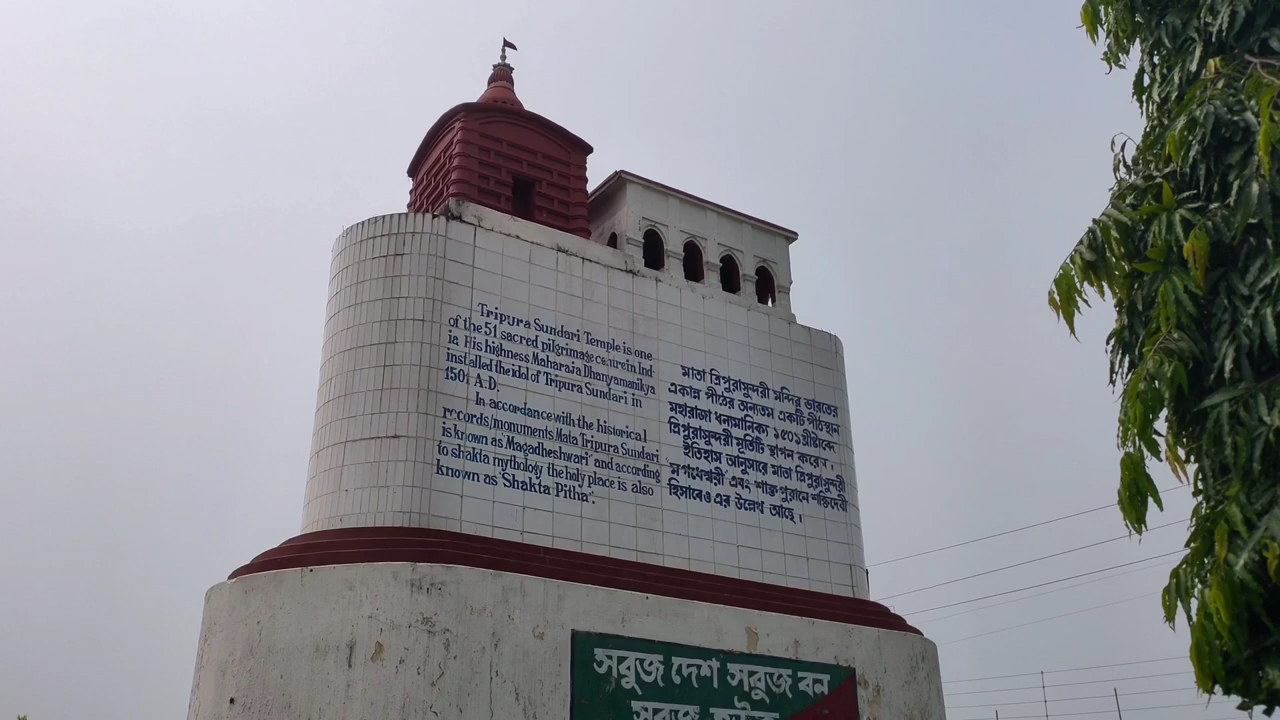 Tripura Sundari Temple is one
of the 51 sacred pilgrimage centre in Ind-
ia. His highness Maharaja Dhanyamanikya
installed the idol of Tripura Sundari in
1501 A.D.
In accordance with the historical
records/monuments Mata Tripura Sundari
is known as 'Magadheshwari' and according
to shakta mythology the holy place is also
known as 'Shakta Pitha'.
মাতা ত্রিপুরাসুন্দরী মন্দির ভারতের
একান্ন পীঠের অন্যতম একটি পীঠস্থান
মহারাজা ধন্যমানিক্য ১৫০১খ্রীষ্টাব্দে
ত্রিপুরাসুন্দরী মূর্তিটি স্থাপন করেন।
ইতিহাস আনুসারে মাতা ত্রিপুরাসুন্দরী
'মগধেশ্বরী' এবং শাক্ত-পুরানে শক্তিদেবী
হিসাবেও এর উল্লেখ আছে।
সবুজ দেশ সবুজ বন
সবুজ